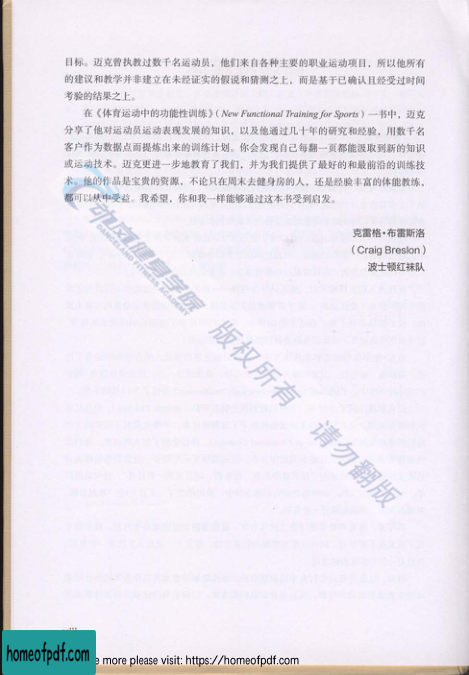 目标。迈克曾执教过数千名运动员，他们来自各种主要的职业运动项目，所以他所有
的建议和教学并非建立在未经证实的假说和猜测之上，而是基于已确认且经受过时间
考验的结果之上。
在《体育运动中的功能性训练》（New Functional Training for Sports）一书中，迈克
分享了他对运动员运动表现发展的知识，以及他通过几十年的研究和经验，用数千名
客户作为数据点而提炼出来的训练计划。你会发现自己每翻一页都能汲取到新的知识
或运动技术。迈克更进一步地教育了我们，并为我们提供了最好的和最前沿的训练技
术。他的作品是宝贵的资源，不论只在周末去健身房的人，还是经验丰富的体能教练，
都可以从中受益。我希望，你和我一样能够通过这本书受到启发。
克雷格·布雷斯洛
（Craig Breslon）
波士顿红袜队
动岚健身学院
DANCELAND FITNESS ACADEMY
版权所有 请勿翻版
homeofpdf.com
e more please visit: https://homeofpdf.com